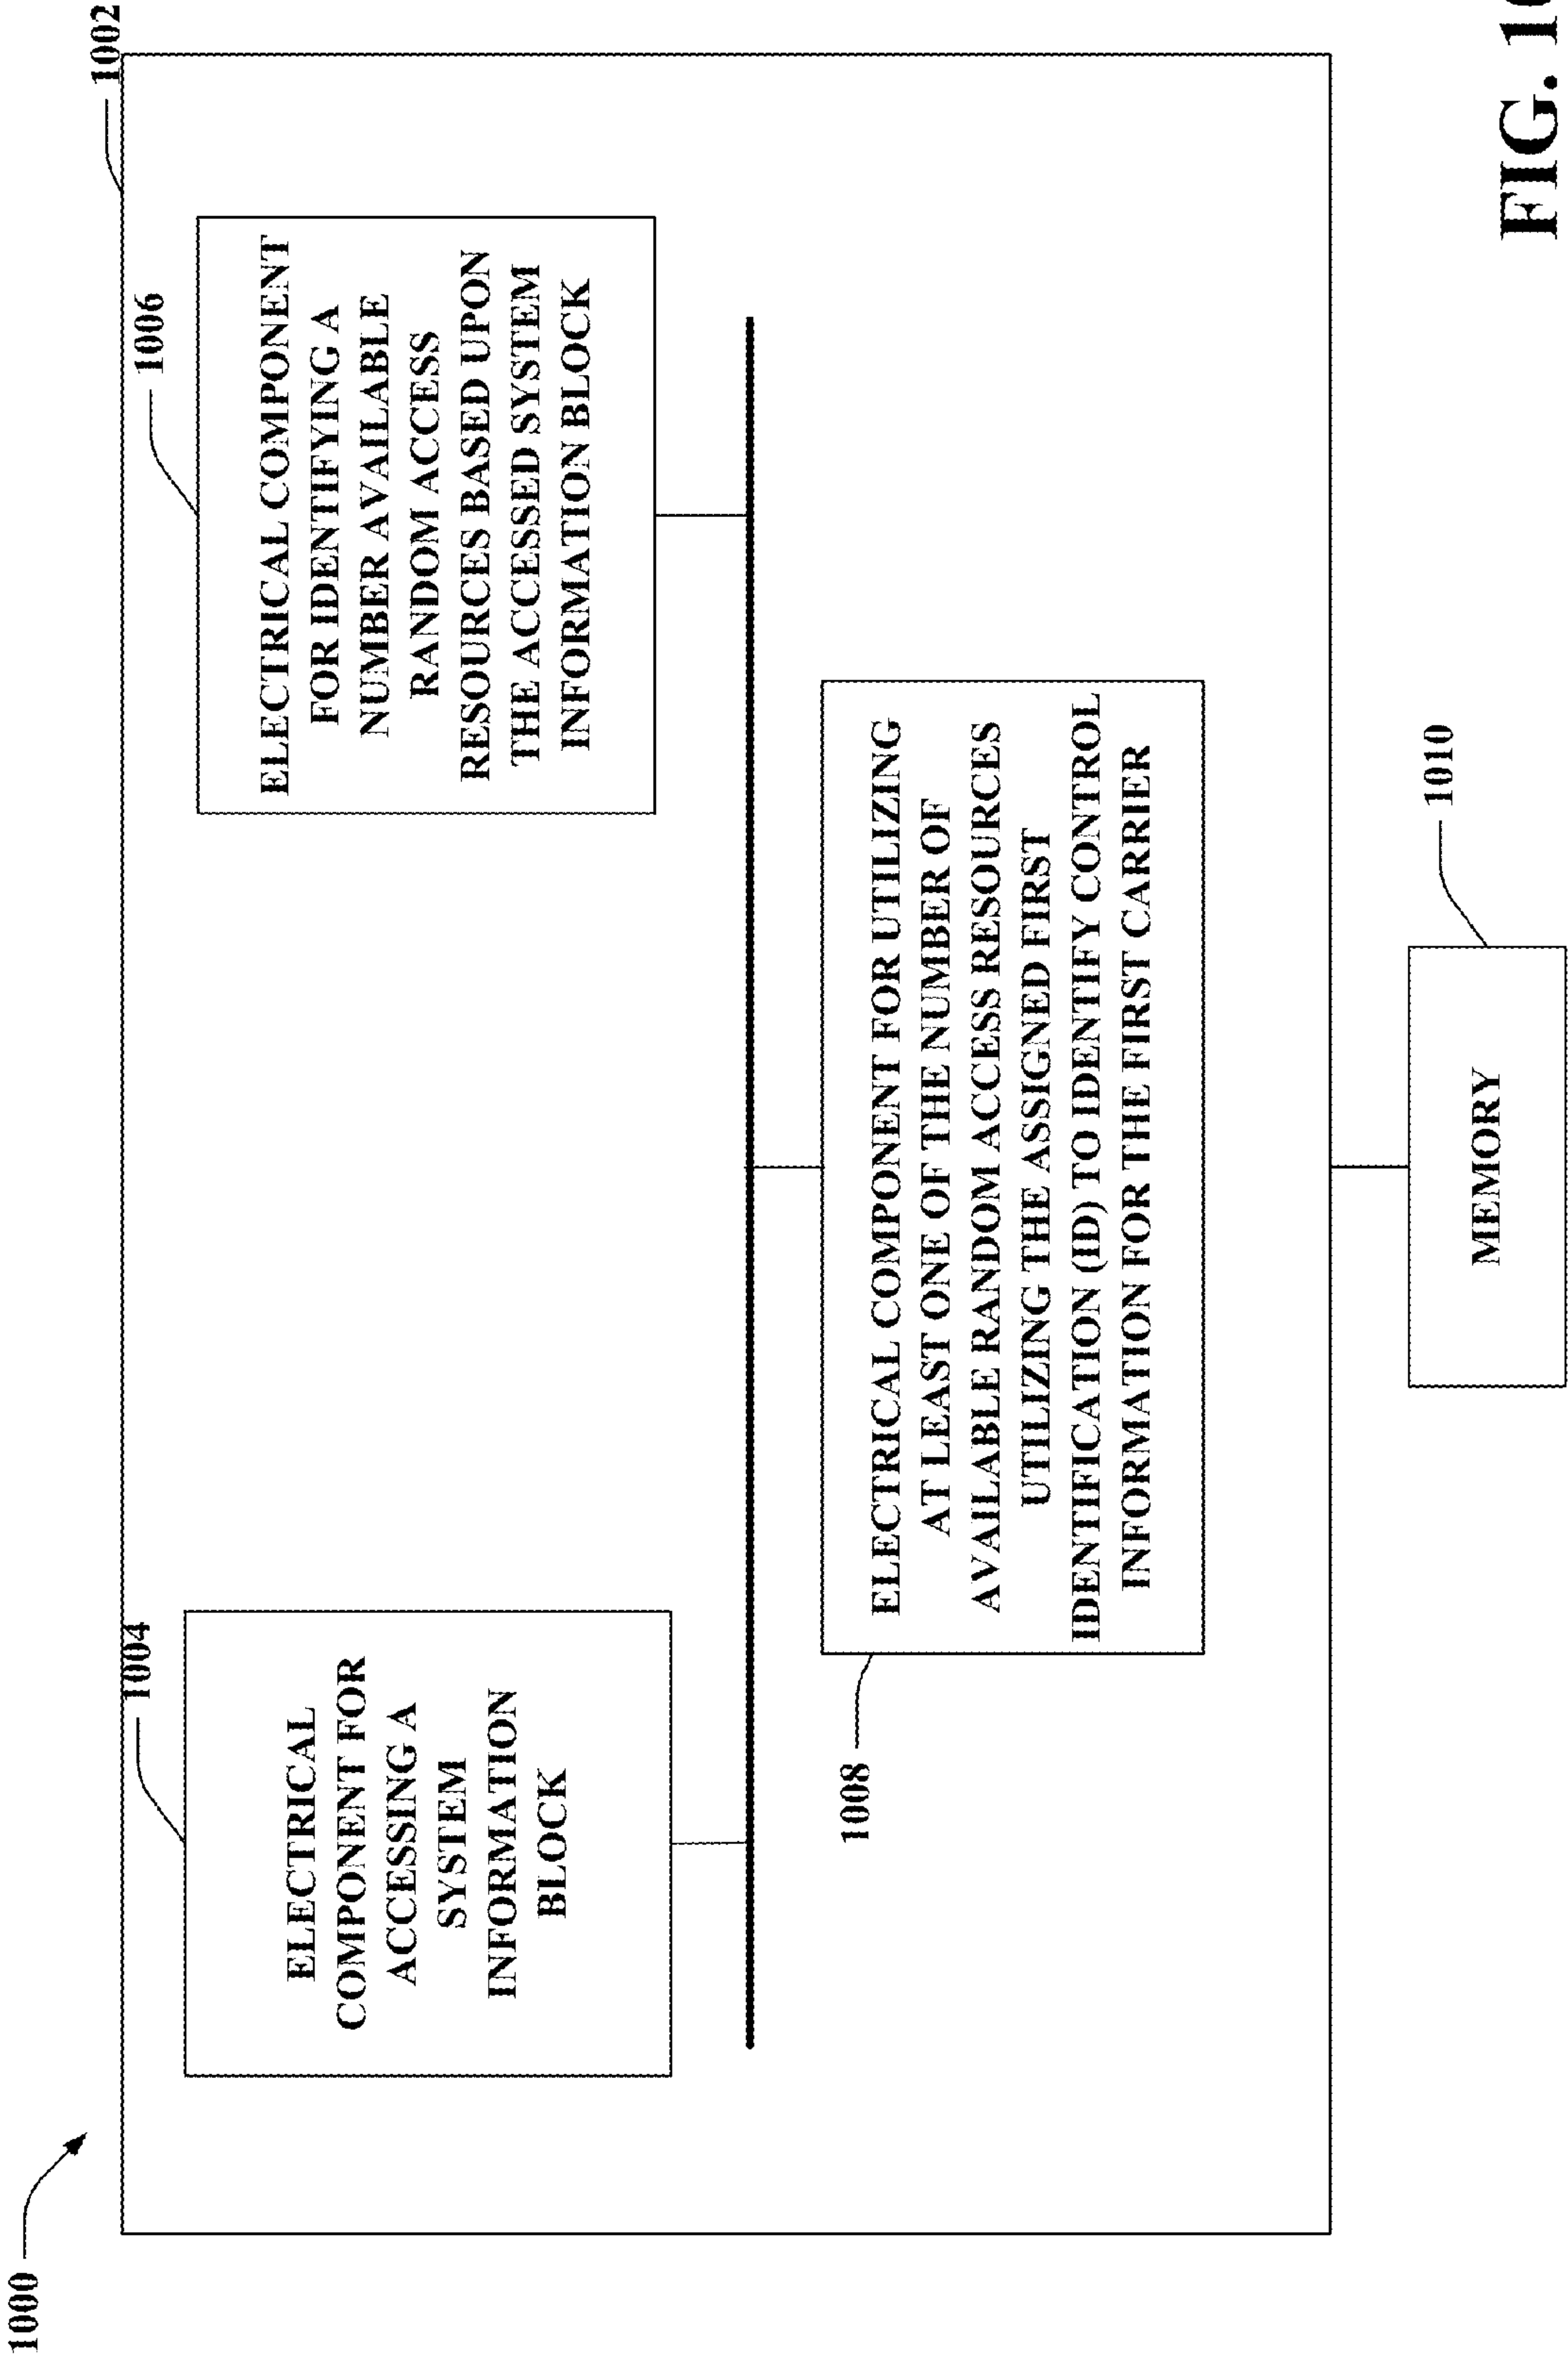 1000
1002
1004
ELECTRICAL
COMPONENT FOR
ACCESSING A
SYSTEM
INFORMATION
BLOCK
1006
ELECTRICAL COMPONENT
FOR IDENTIFYING A
NUMBER AVAILABLE
RANDOM ACCESS
RESOURCES BASED UPON
THE ACCESSED SYSTEM
INFORMATION BLOCK
1008
ELECTRICAL COMPONENT FOR UTILIZING
AT LEAST ONE OF THE NUMBER OF
AVAILABLE RANDOM ACCESS RESOURCES
UTILIZING THE ASSIGNED FIRST
IDENTIFICATION (ID) TO IDENTIFY CONTROL
INFORMATION FOR THE FIRST CARRIER
1010
MEMORY
FIG. 10